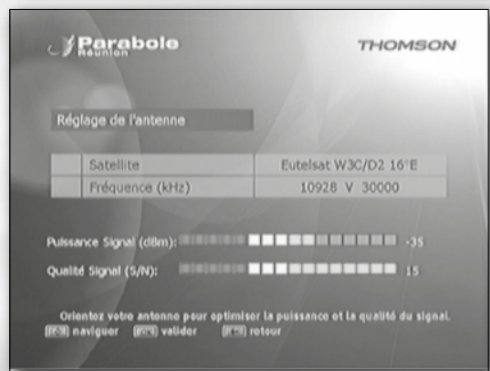 Parabole
Réunion
THOMSON
Réglage de l'antenne
Satellite Eutelsat W3C/D2 16°E
Fréquence (kHz) 10928 V 30000
Puissance Signal (dBm): -35
Qualité Signal (S/N): 15
Orientez votre antenne pour optimiser la puissance et la qualité du signal.
naviguer valider retour